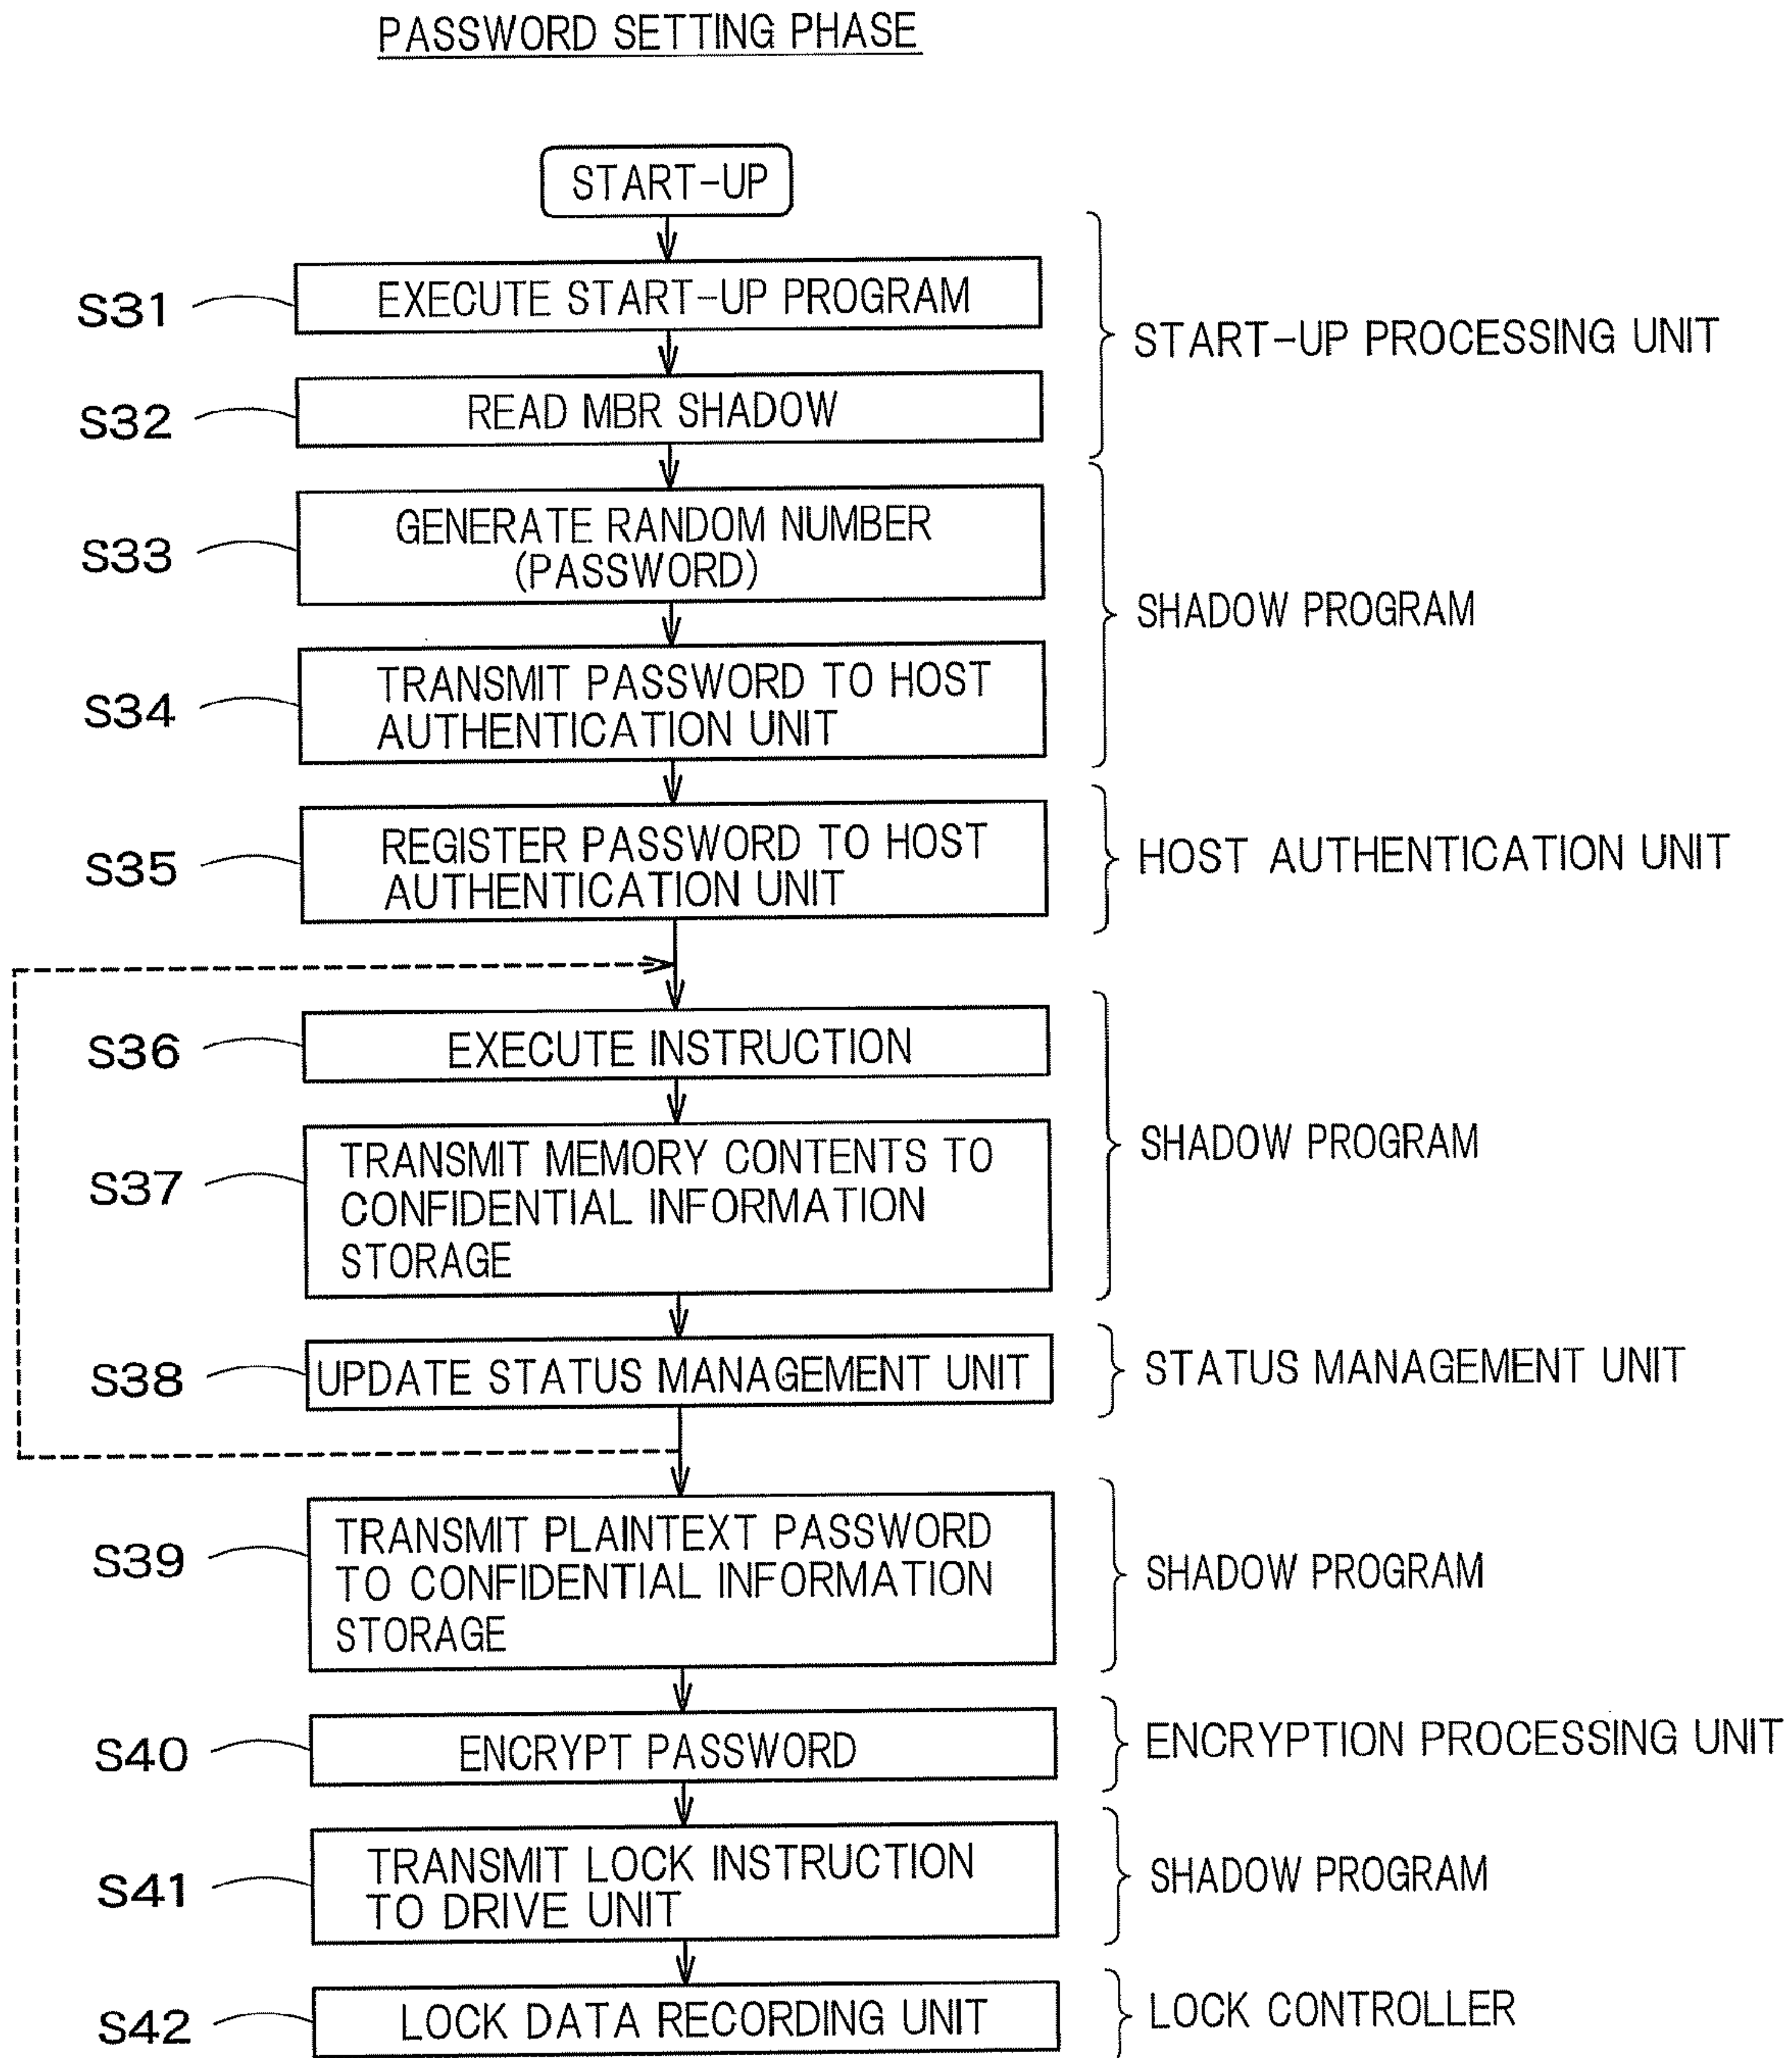 PASSWORD SETTING PHASE
START-UP
S31
EXECUTE START-UP PROGRAM
START-UP PROCESSING UNIT
S32
READ MBR SHADOW
S33
GENERATE RANDOM NUMBER
(PASSWORD)
SHADOW PROGRAM
S34
TRANSMIT PASSWORD TO HOST
AUTHENTICATION UNIT
S35
REGISTER PASSWORD TO HOST
AUTHENTICATION UNIT
HOST AUTHENTICATION UNIT
S36
EXECUTE INSTRUCTION
SHADOW PROGRAM
S37
TRANSMIT MEMORY CONTENTS TO
CONFIDENTIAL INFORMATION
STORAGE
S38
UPDATE STATUS MANAGEMENT UNIT
STATUS MANAGEMENT UNIT
S39
TRANSMIT PLAINTEXT PASSWORD
TO CONFIDENTIAL INFORMATION
STORAGE
SHADOW PROGRAM
S40
ENCRYPT PASSWORD
ENCRYPTION PROCESSING UNIT
S41
TRANSMIT LOCK INSTRUCTION
TO DRIVE UNIT
SHADOW PROGRAM
S42
LOCK DATA RECORDING UNIT
LOCK CONTROLLER